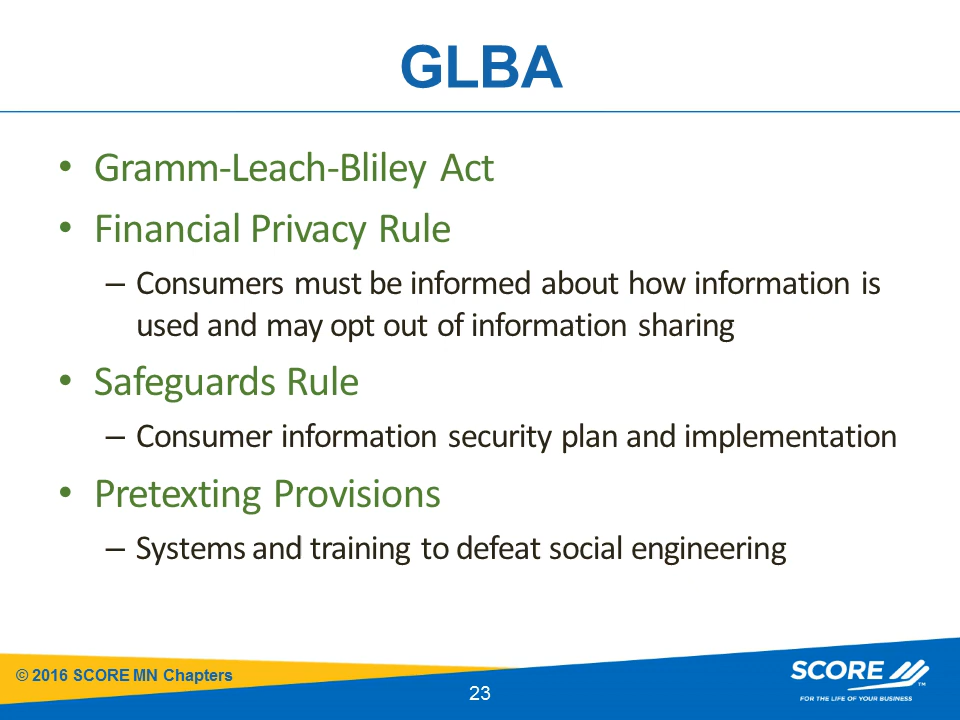 GLBA
• Gramm-Leach-Bliley Act
• Financial Privacy Rule
– Consumers must be informed about how information is
used and may opt out of information sharing
• Safeguards Rule
– Consumer information security plan and implementation
• Pretexting Provisions
– Systems and training to defeat social engineering
© 2016 SCORE MN Chapters
23
SCORE ™
FOR THE LIFE OF YOUR BUSINESS